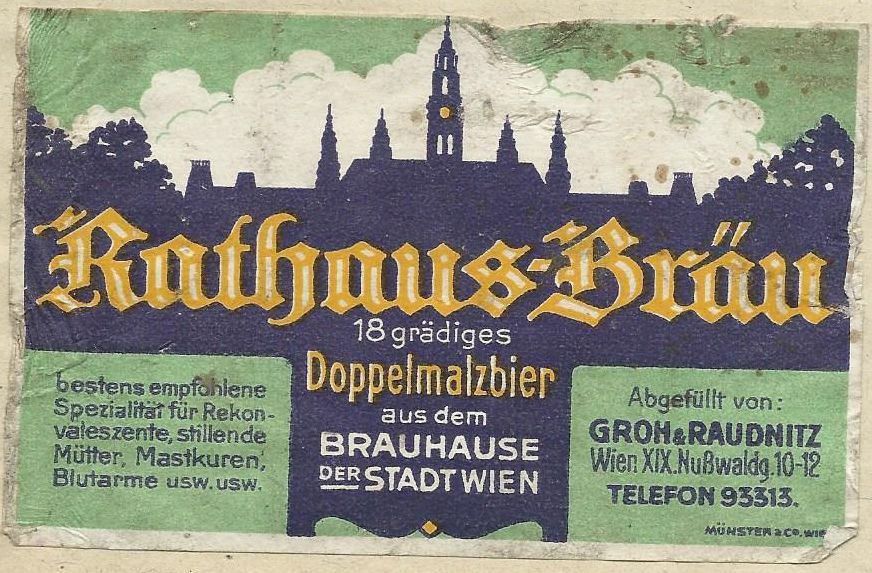 Rathaus-Bräu
18 grädiges
Doppelmalzbier
aus dem
BRAUHAUSE
DER STADT WIEN
bestens empfohlene
Spezialität für Rekon-
valeszente, stillende
Mütter, Mastkuren,
Blutarme usw. usw.
Abgefüllt von:
GROH & RAUDNITZ
Wien XIX. Nußwaldg. 10-12
TELEFON 93313.
MÜNSTER & CO. WIE